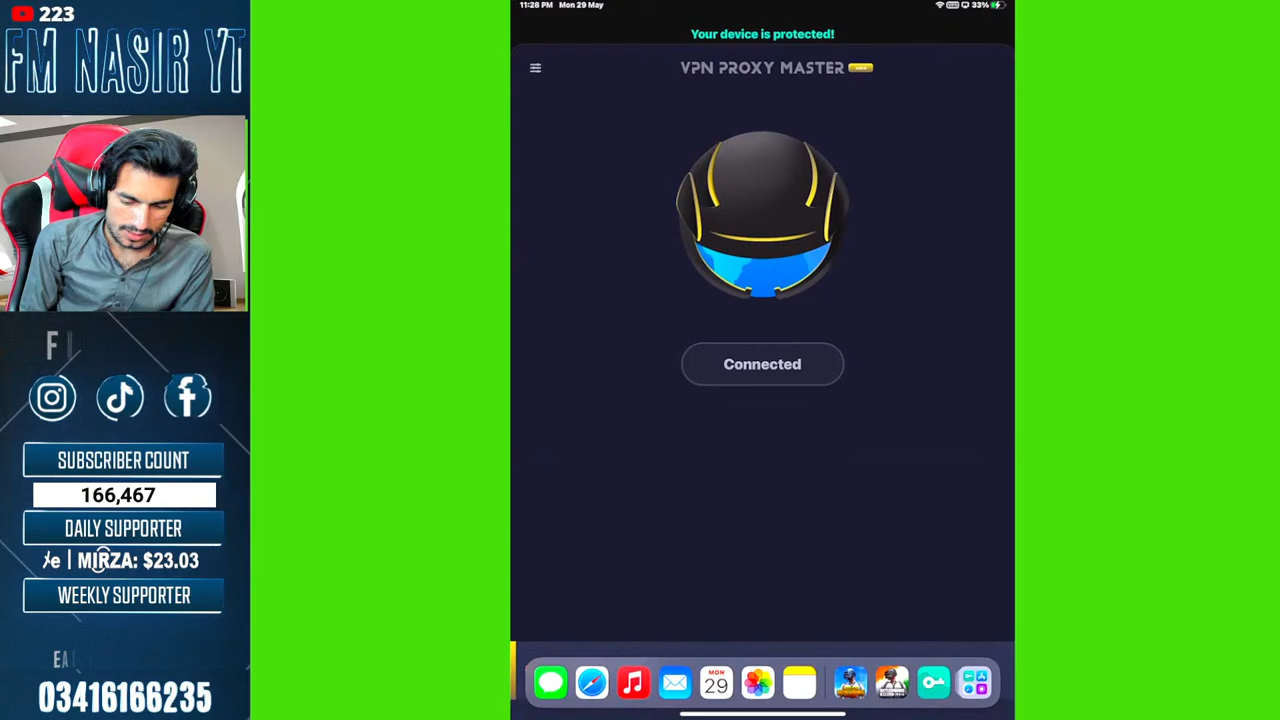 223
FM NASIR YT
F
SUBSCRIBER COUNT
166,467
DAILY SUPPORTER
MIRZA: $23.03
WEEKLY SUPPORTER
EA
03416166235
11:28 PM Mon 29 May
33%
Your device is protected!
VPN PROXY MASTER
Connected
MON
29